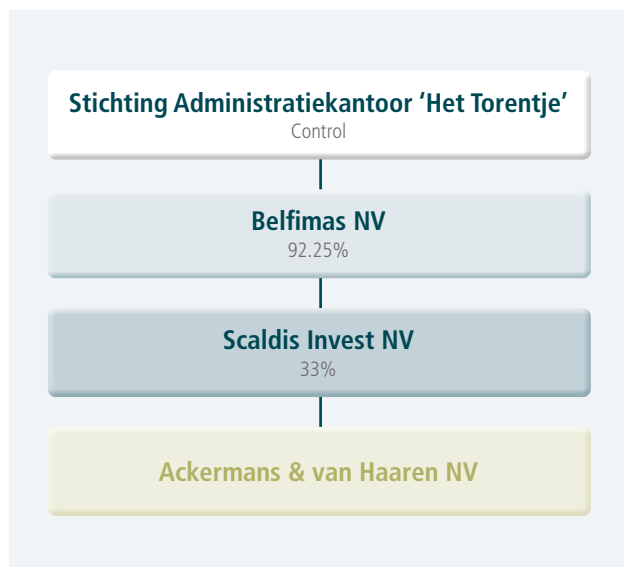 Stichting Administratiekantoor ‘Het Torentje’
Control
Belfimas NV
92.25%
Scaldis Invest NV
33%
Ackermans & van Haaren NV